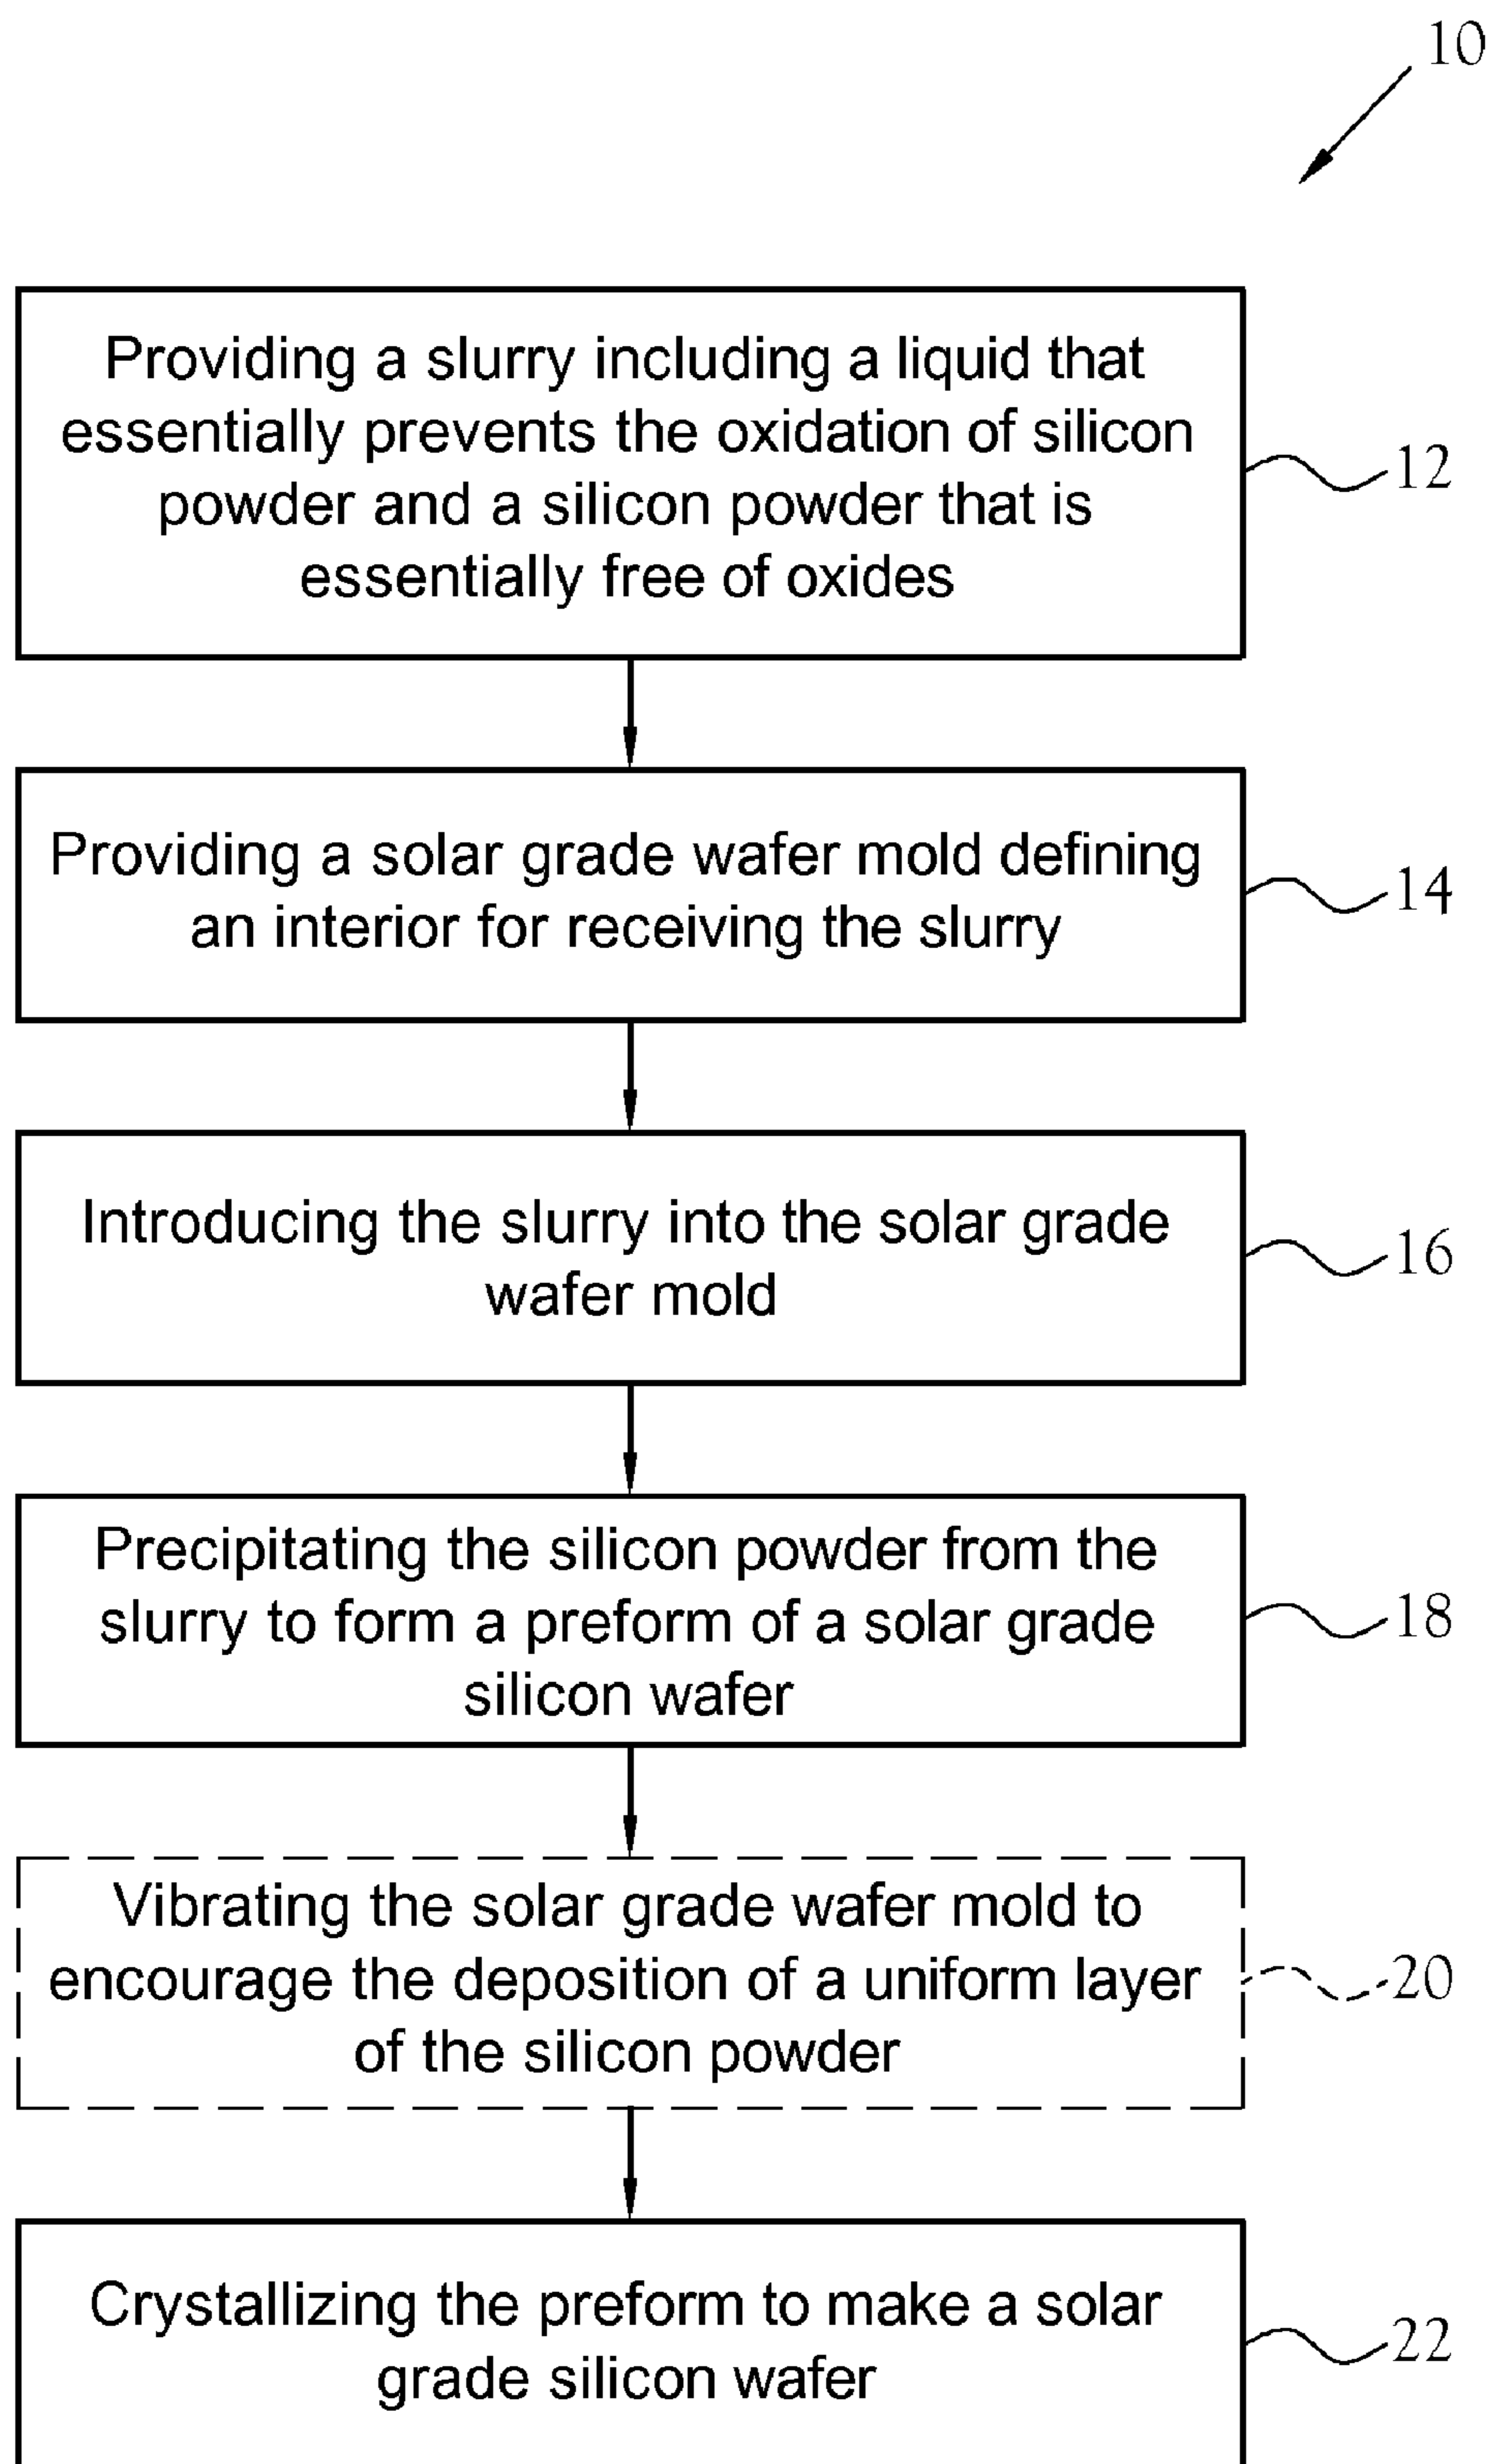 10
Providing a slurry including a liquid that
essentially prevents the oxidation of silicon
powder and a silicon powder that is
essentially free of oxides
12
Providing a solar grade wafer mold defining
an interior for receiving the slurry
14
Introducing the slurry into the solar grade
wafer mold
16
Precipitating the silicon powder from the
slurry to form a preform of a solar grade
silicon wafer
18
Vibrating the solar grade wafer mold to
encourage the deposition of a uniform layer
of the silicon powder
20
Crystallizing the preform to make a solar
grade silicon wafer
22